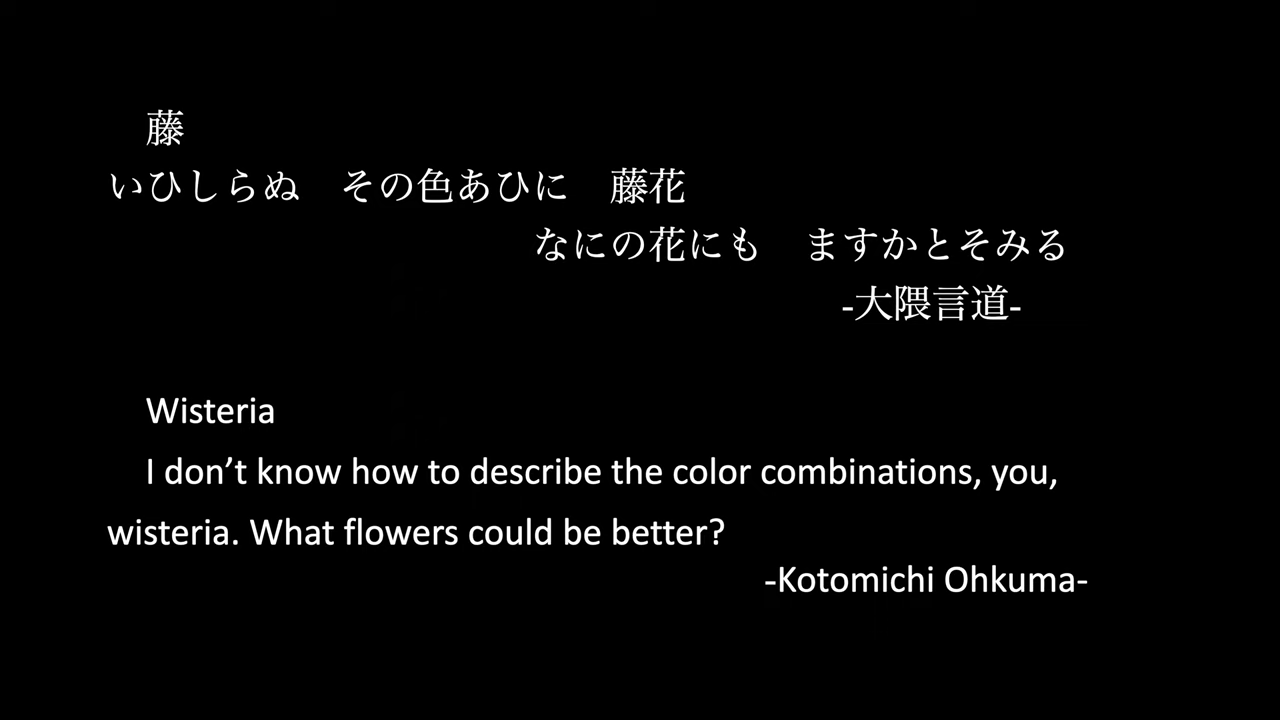 藤
いひしらぬ　その色あひに　藤花
なにの花にも　ますかとそみる
-大隈言道-
Wisteria
I don’t know how to describe the color combinations, you,
wisteria. What flowers could be better?
-Kotomichi Ohkuma-